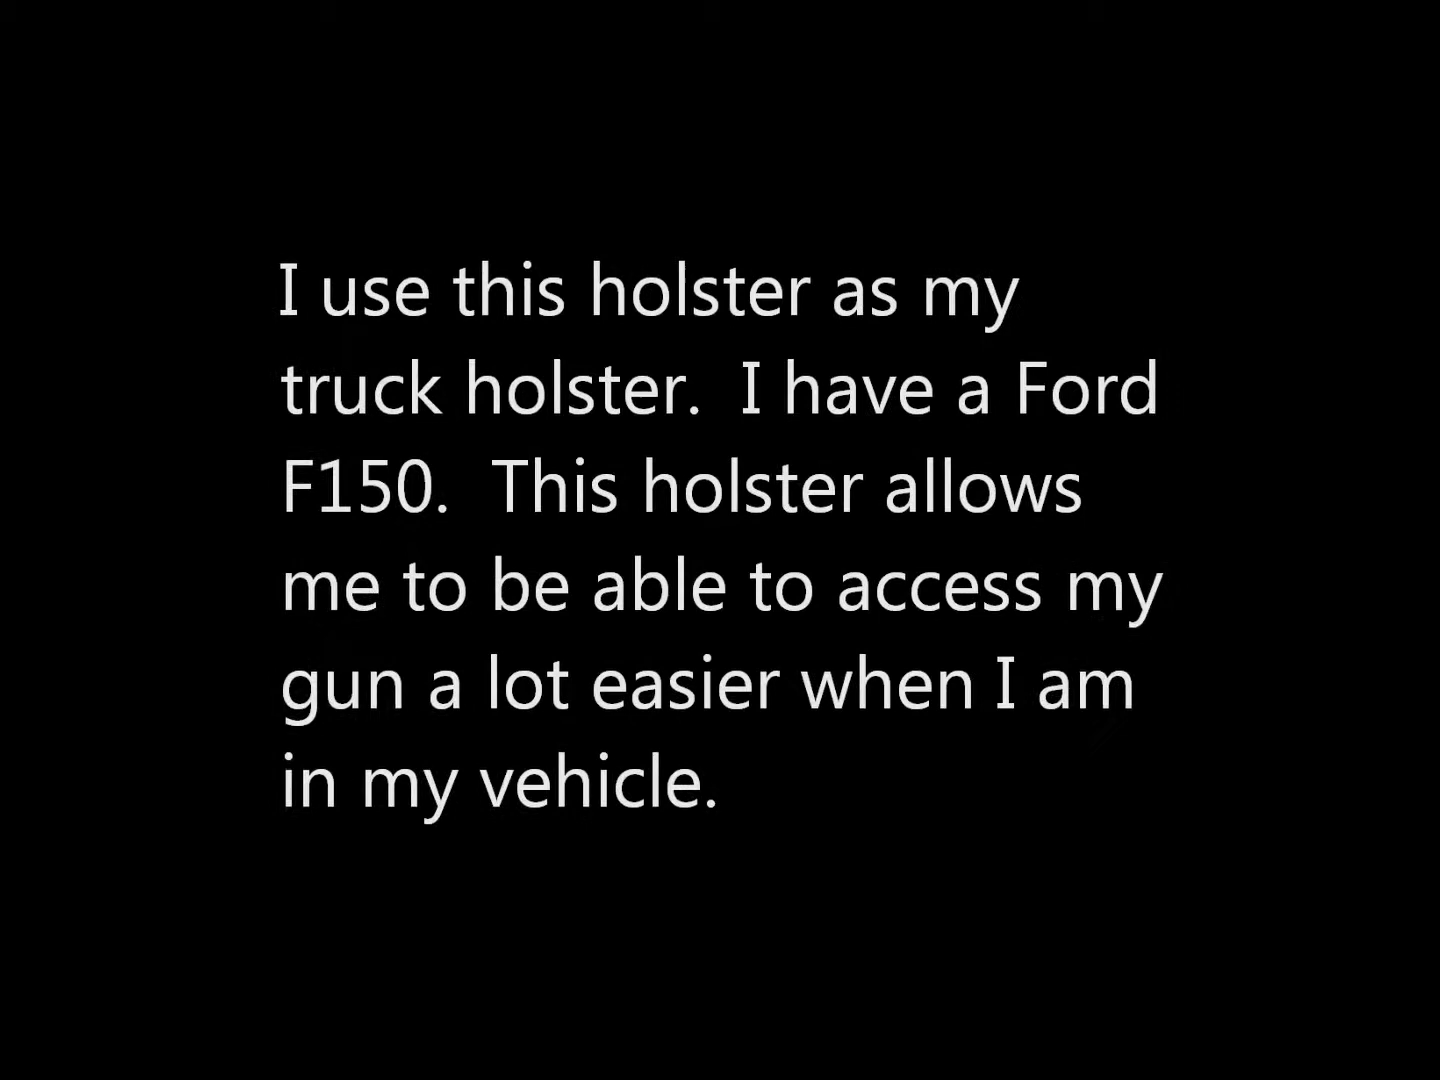 I use this holster as my
truck holster.  I have a Ford
F150.  This holster allows
me to be able to access my
gun a lot easier when I am
in my vehicle.